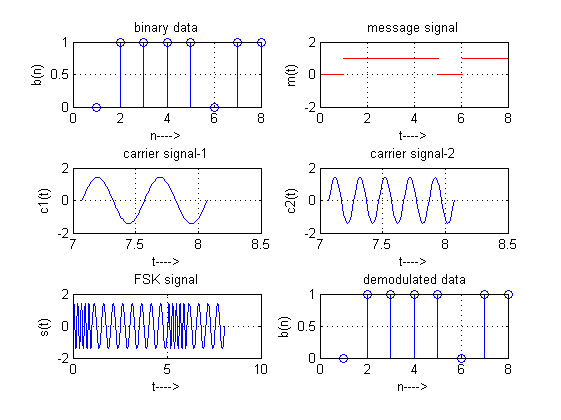 binary data
1
0.5
0
b(n)
0 2 4 6 8
n---->
message signal
2
0
-2
m(t)
0 2 4 6 8
t---->
carrier signal-1
2
0
-2
c1(t)
7 7.5 8 8.5
t---->
carrier signal-2
2
0
-2
c2(t)
7 7.5 8 8.5
t---->
FSK signal
2
0
-2
s(t)
0 5 10
t---->
demodulated data
1
0.5
0
b(n)
0 2 4 6 8
n---->